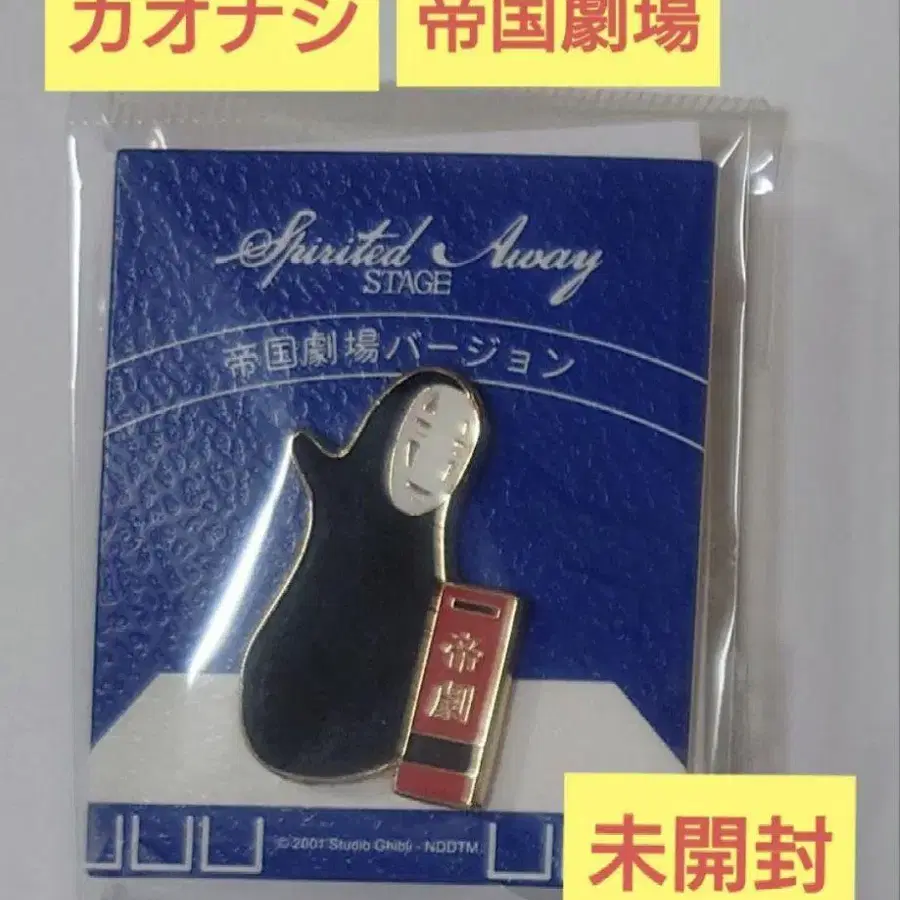 カオナシ 帝国劇場
Spirited Away
STAGE
帝国劇場バージョン
帝
劇
© 2001 Studio Ghibli - NDDTM
未開封